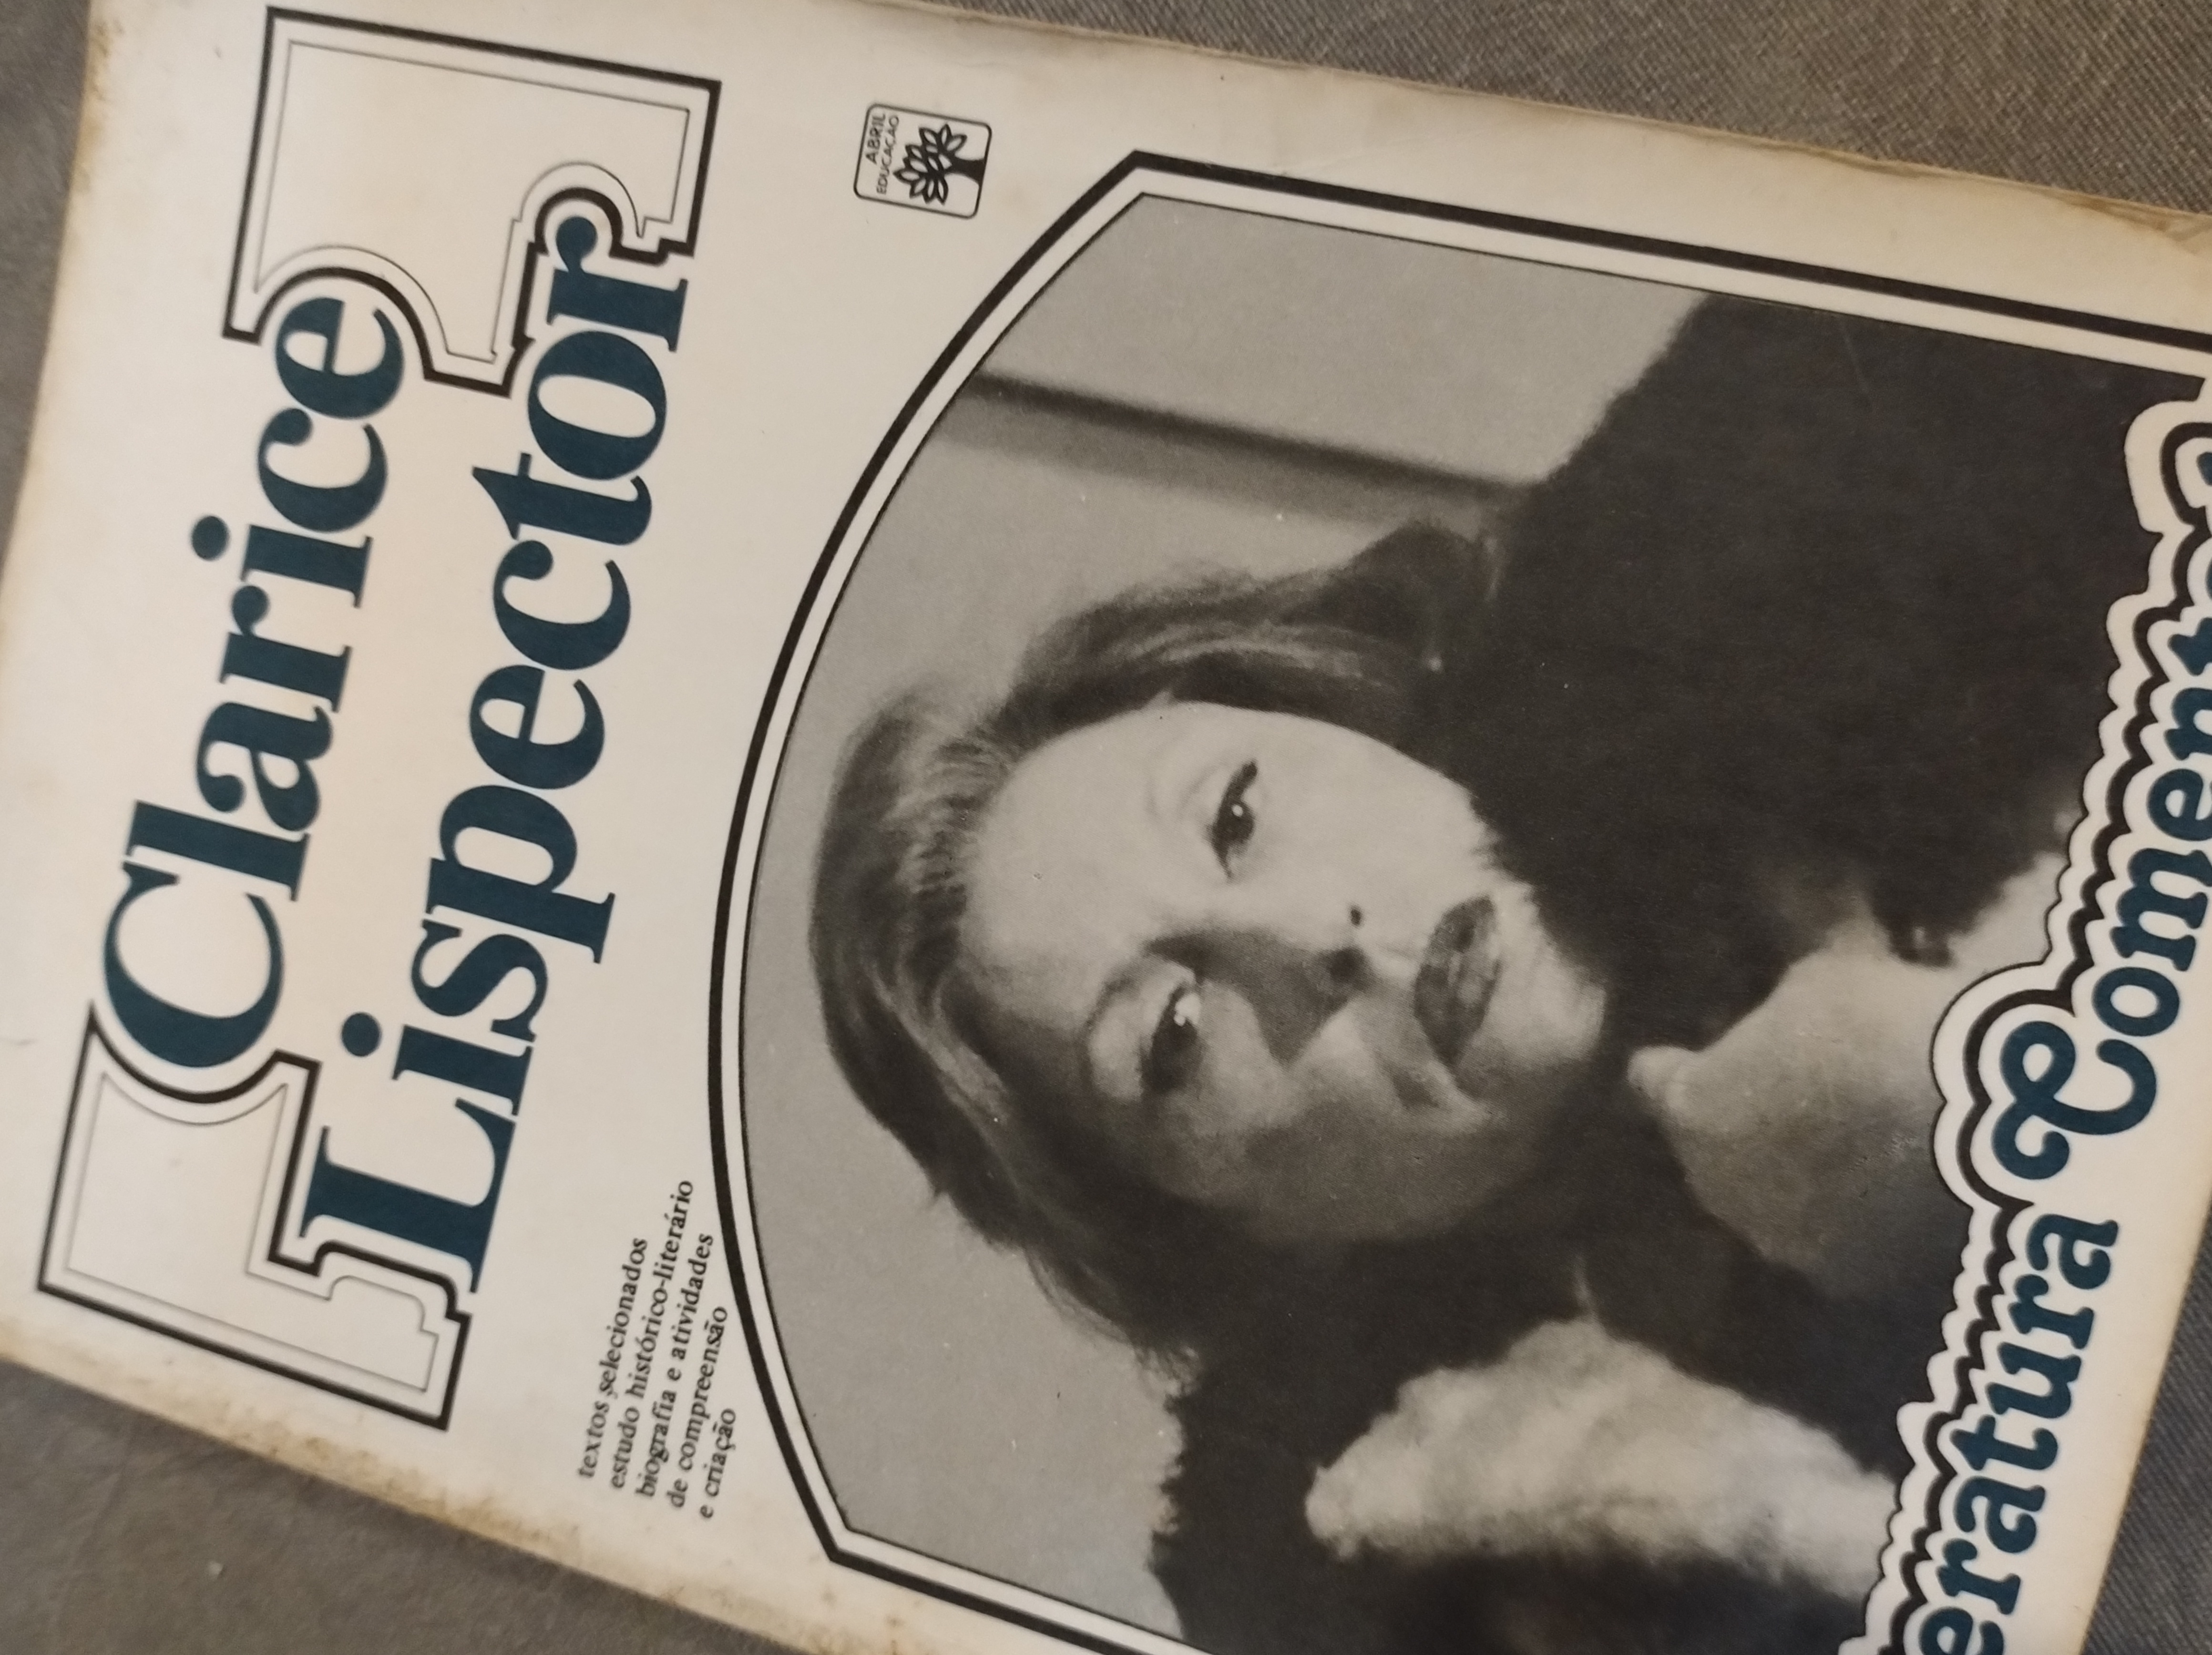 Clarice
Lispector
textos selecionados
estudo histórico-literário
biografia e atividades
de compreensão
e criação
ABRIL
EDUCAÇÃO
eratura Coment